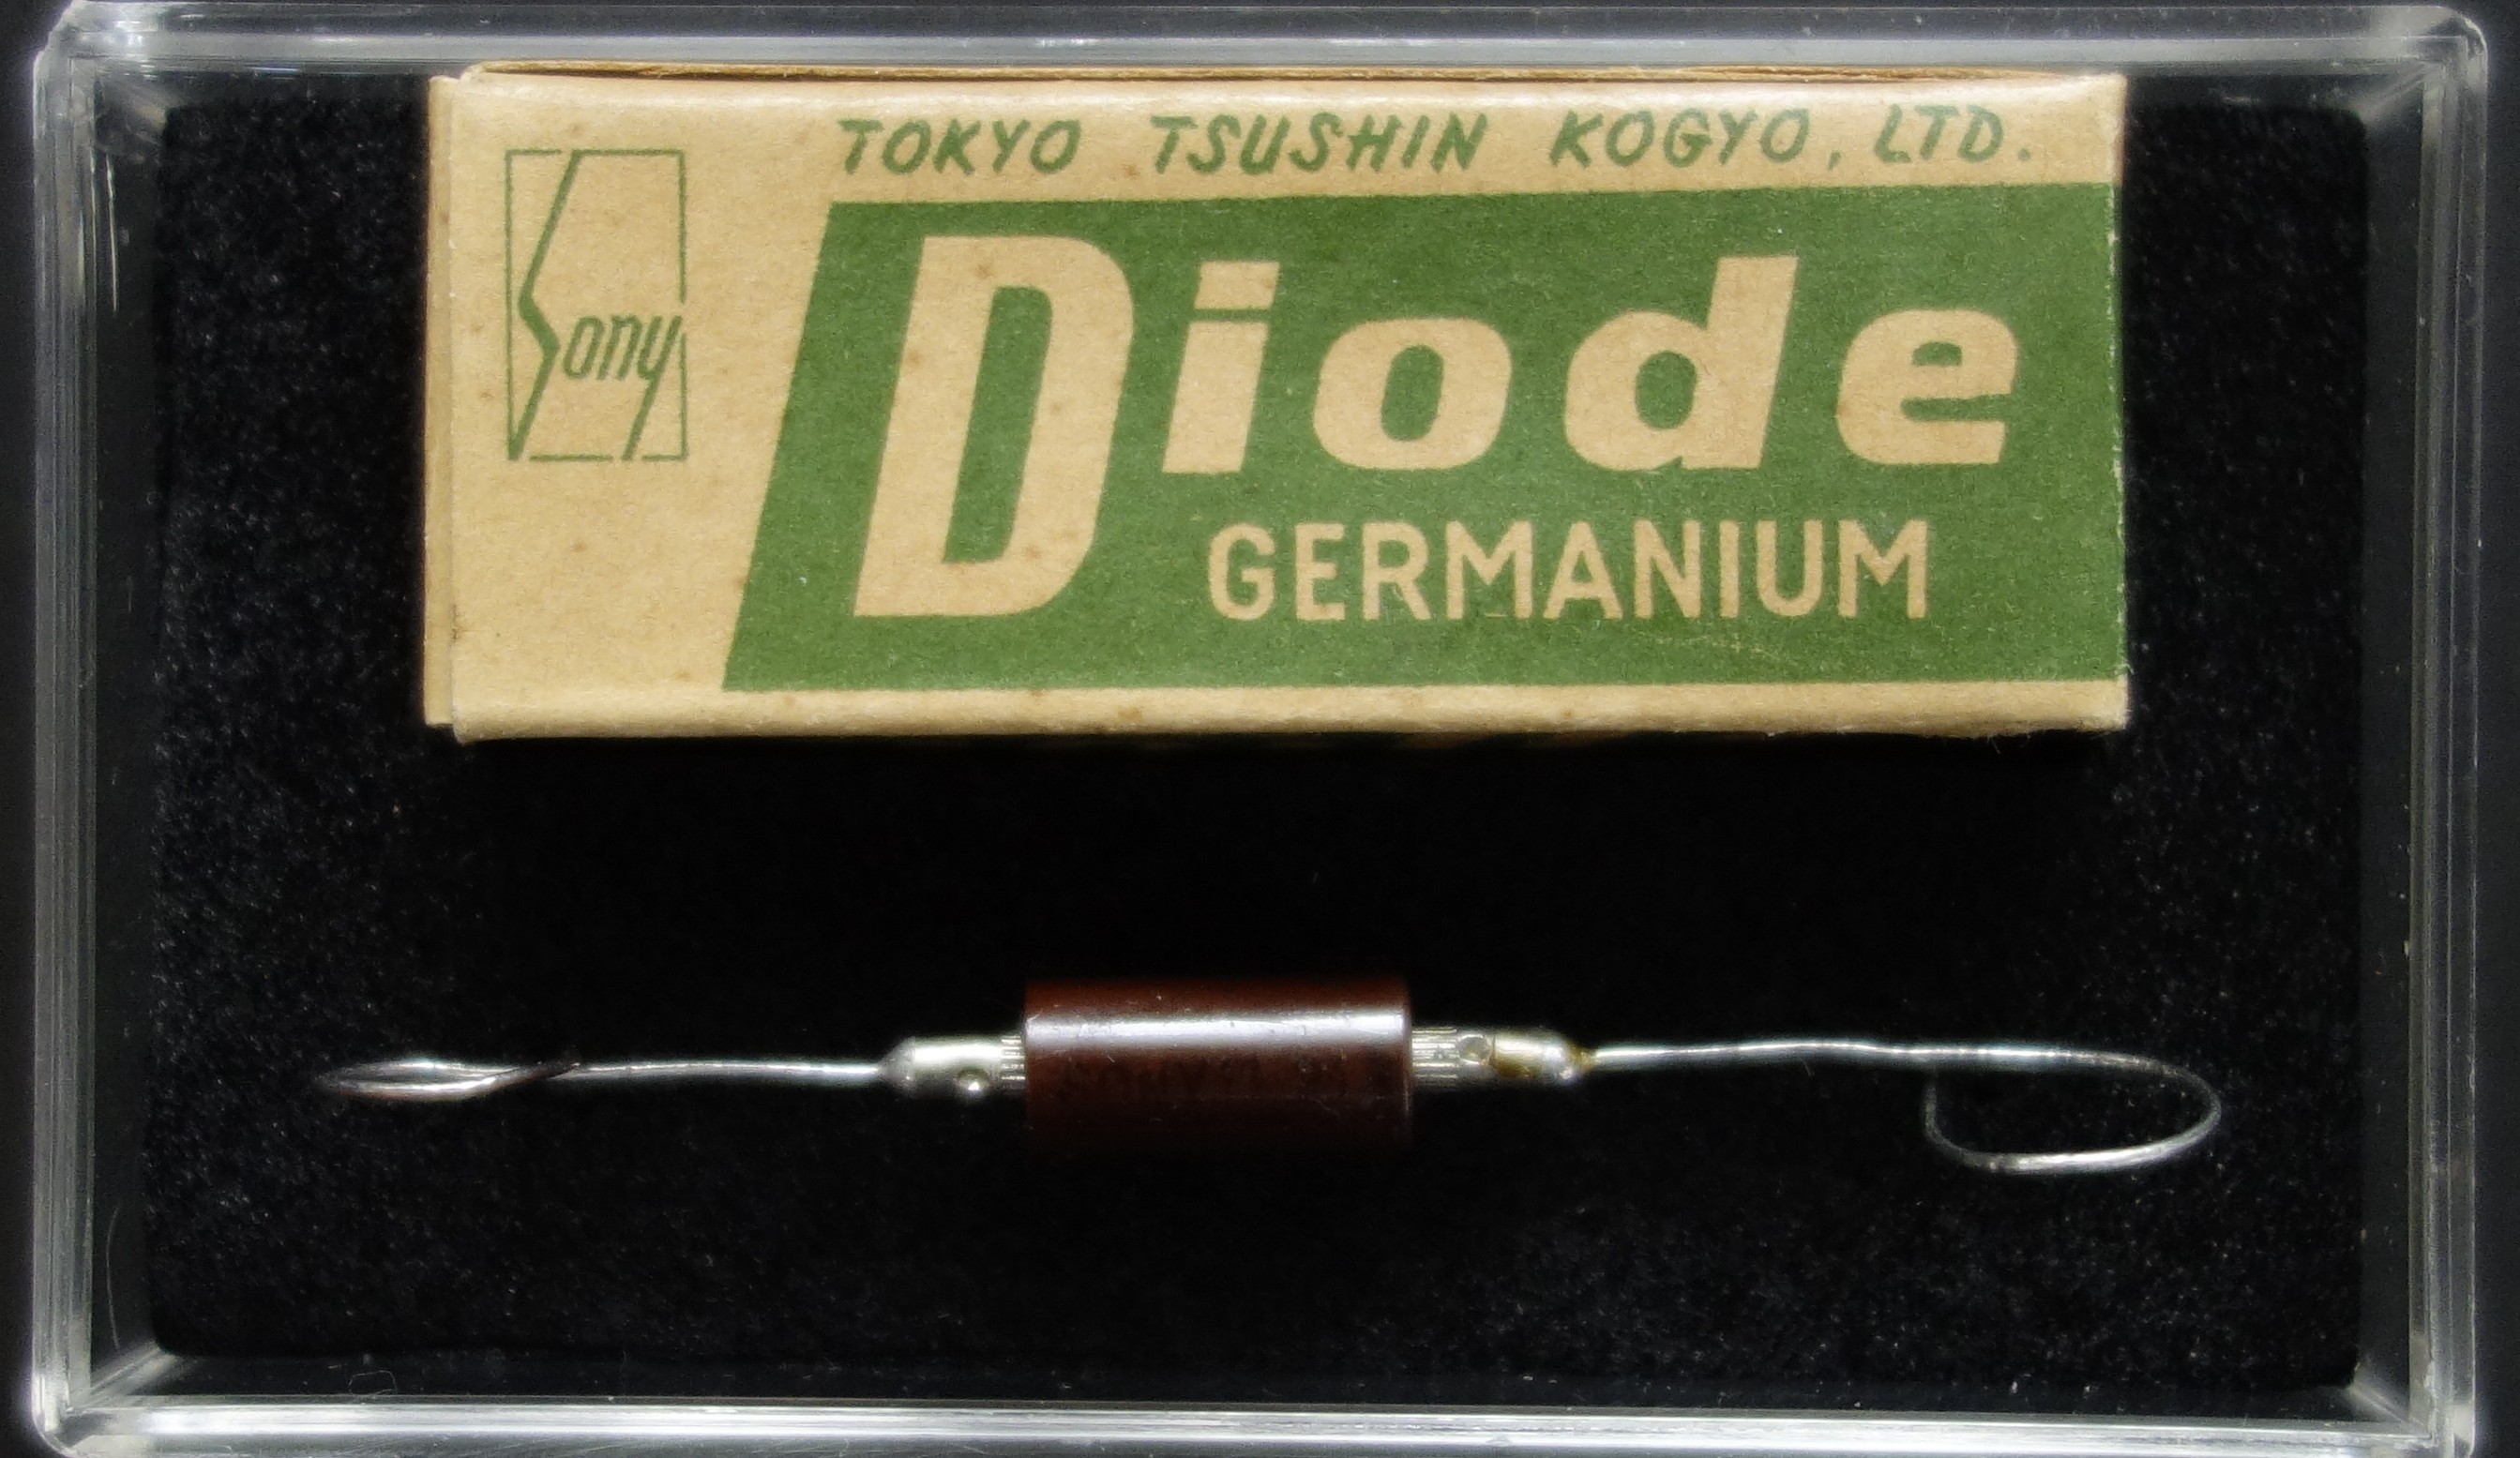 TOKYO TSUSHIN KOGYO, LTD.
Sony
Diode
GERMANIUM